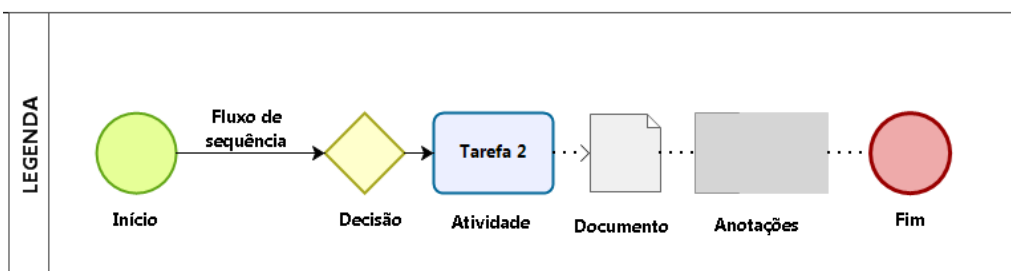 LEGENDA
Fluxo de
sequência
Tarefa 2
Início
Decisão
Atividade
Documento
Anotações
Fim